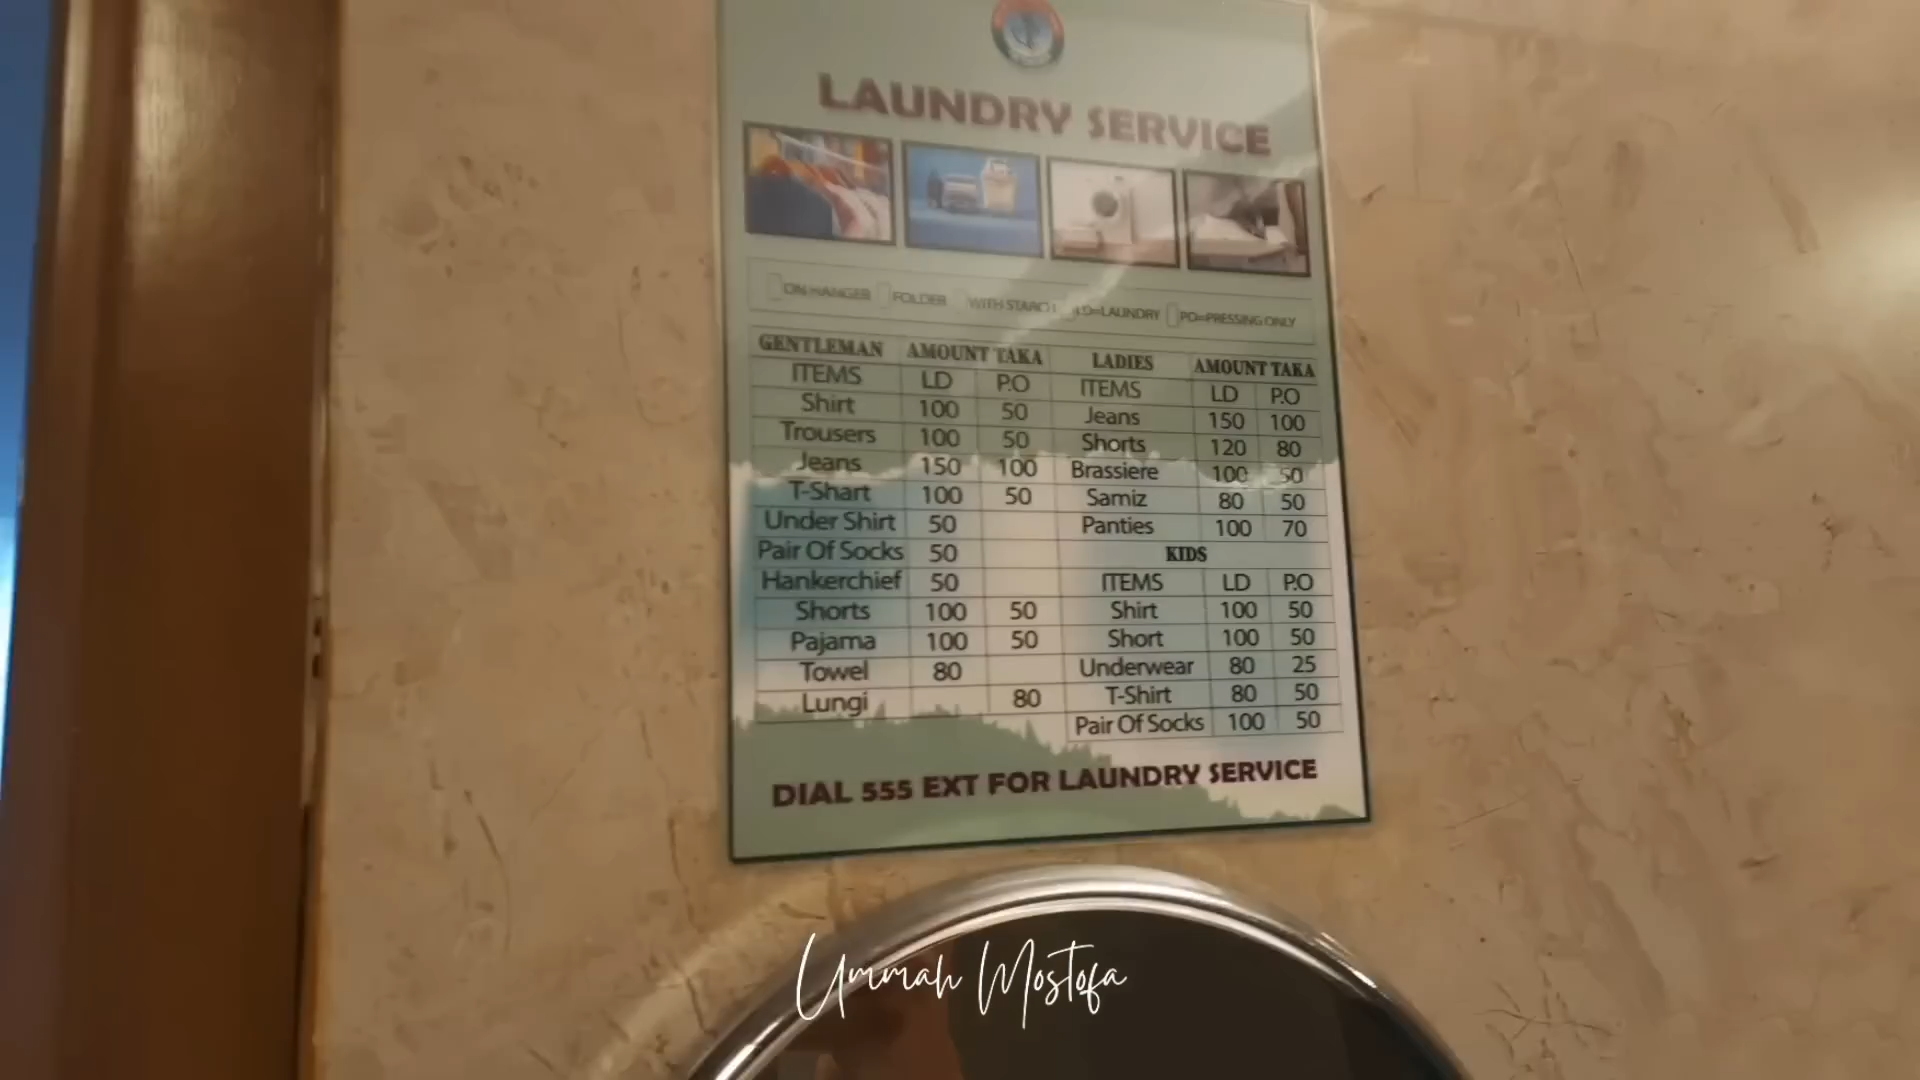 LAUNDRY SERVICE
ON HANGER FOLDER WITH STARCH LD=LAUNDRY PO=PRESSING ONLY
GENTLEMAN AMOUNT TAKA LADIES AMOUNT TAKA
ITEMS LD P.O ITEMS LD P.O
Shirt 100 50 Jeans 150 100
Trousers 100 50 Shorts 120 80
Jeans 150 100 Brassiere 100 50
T-Shart 100 50 Samiz 80 50
Under Shirt 50 Panties 100 70
Pair Of Socks 50 KIDS
Hankerchief 50 ITEMS LD P.O
Shorts 100 50 Shirt 100 50
Pajama 100 50 Short 100 50
Towel 80 Underwear 80 25
Lungi 80 T-Shirt 80 50
Pair Of Socks 100 50
DIAL 555 EXT FOR LAUNDRY SERVICE
Ummah Mostofa